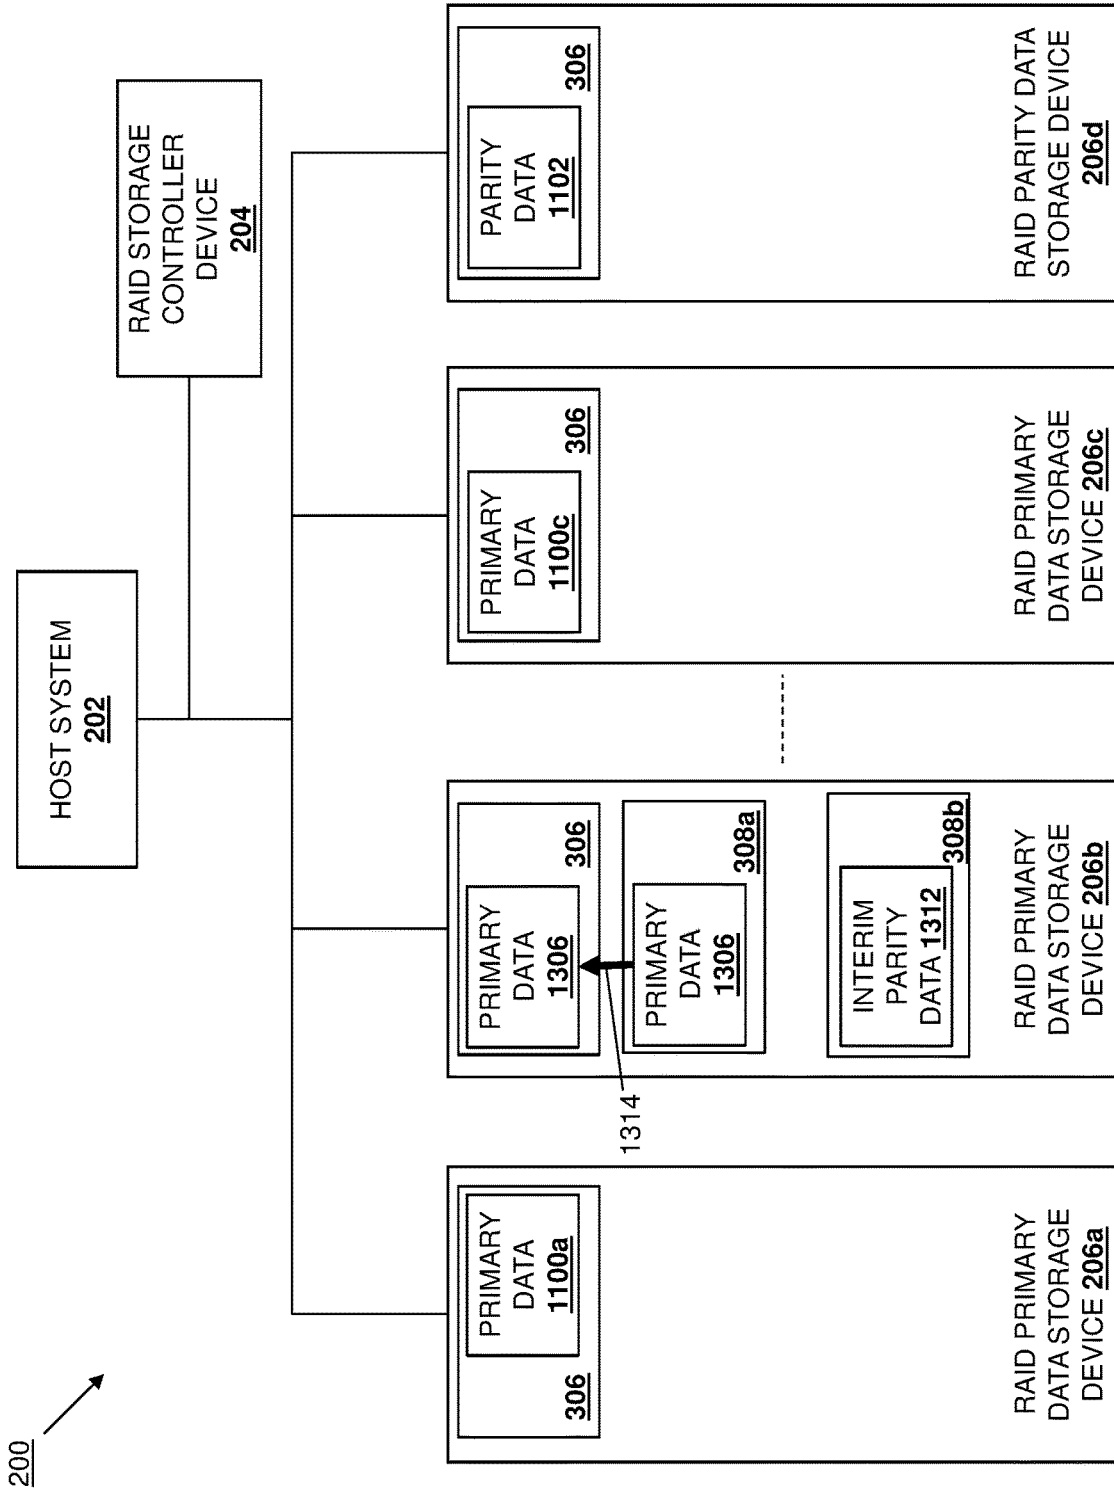 200
HOST SYSTEM
202
RAID STORAGE
CONTROLLER
DEVICE
204
PRIMARY
DATA
1100a
306
RAID PRIMARY
DATA STORAGE
DEVICE 206a
PRIMARY
DATA
1306
306
1314
PRIMARY
DATA
1306
308a
INTERIM
PARITY
DATA 1312
308b
RAID PRIMARY
DATA STORAGE
DEVICE 206b
PRIMARY
DATA
1100c
306
RAID PRIMARY
DATA STORAGE
DEVICE 206c
PARITY
DATA
1102
306
RAID PARITY DATA
STORAGE DEVICE
206d